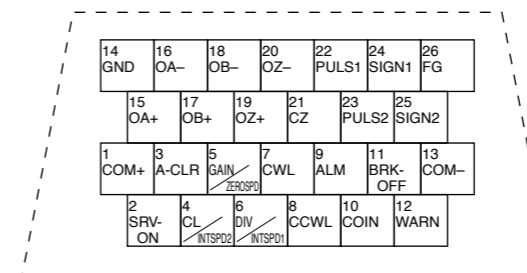 14 16 18 20 22 24 26
GND OA– OB– OZ– PULS1 SIGN1 FG
15 17 19 21 23 25
OA+ OB+ OZ+ CZ PULS2 SIGN2
1 3 5 7 9 11 13
COM+ A-CLR GAIN/ZEROSPD CWL ALM BRK-OFF COM–
2 4 6 8 10 12
SRV-ON CL/INTSPD2 DIV/INTSPD1 CCWL COIN WARN